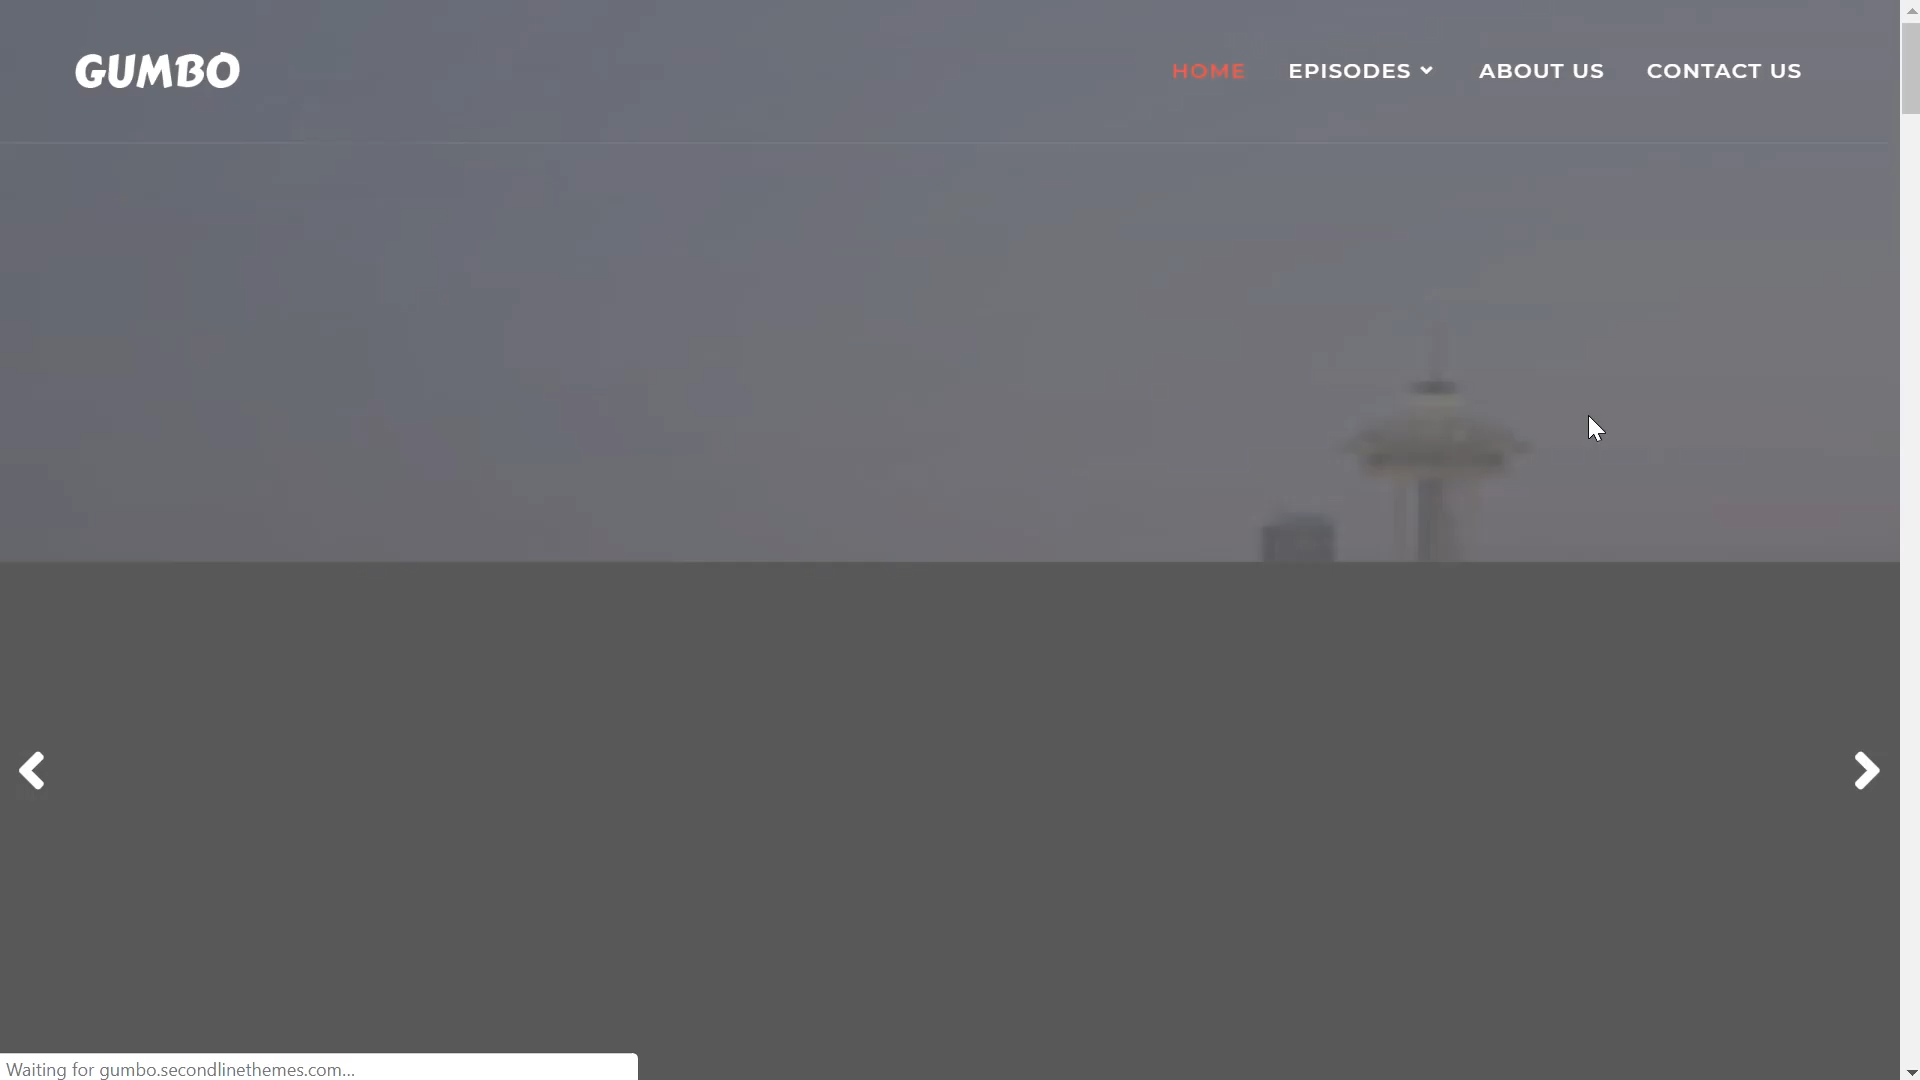 GUMBO
HOME EPISODES ABOUT US CONTACT US
Waiting for gumbo.secondlinethemes.com...